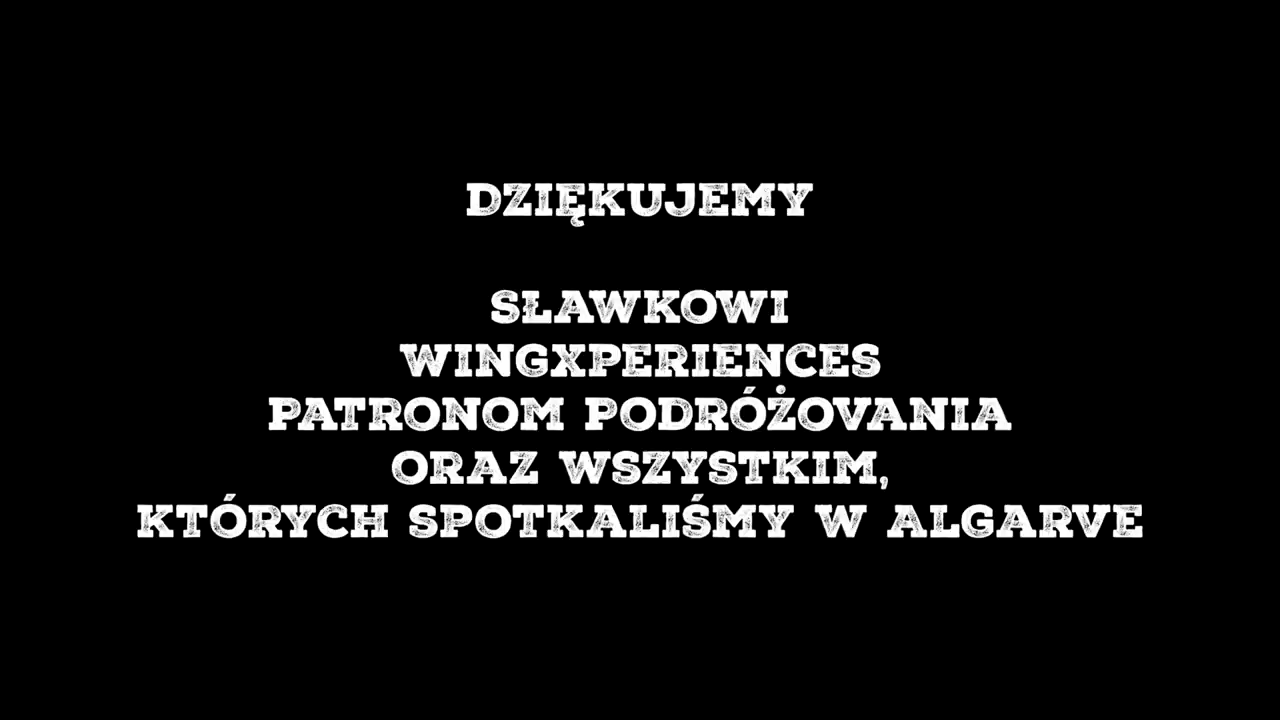 DZIĘKUJEMY
SŁAWKOWI
WINGXPERIENCES
PATRONOM PODRÓŻOVANIA
ORAZ WSZYSTKIM,
KTÓRYCH SPOTKALIŚMY W ALGARVE